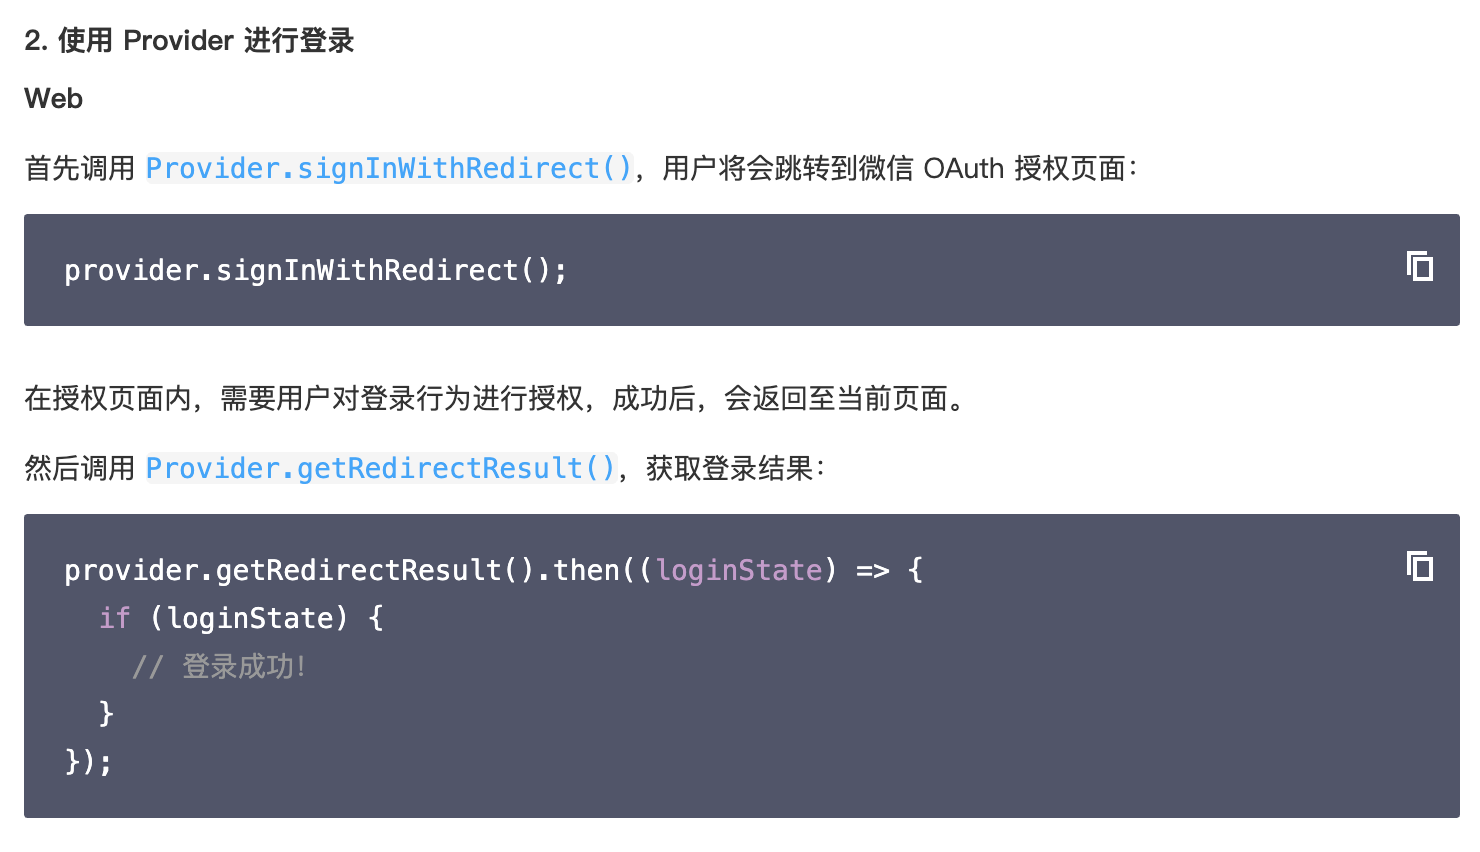 2. 使用 Provider 进行登录
Web
首先调用 Provider.signInWithRedirect()，用户将会跳转到微信 OAuth 授权页面：
provider.signInWithRedirect();
在授权页面内，需要用户对登录行为进行授权，成功后，会返回至当前页面。
然后调用 Provider.getRedirectResult()，获取登录结果：
provider.getRedirectResult().then((loginState) => {
  if (loginState) {
    // 登录成功！
  }
});